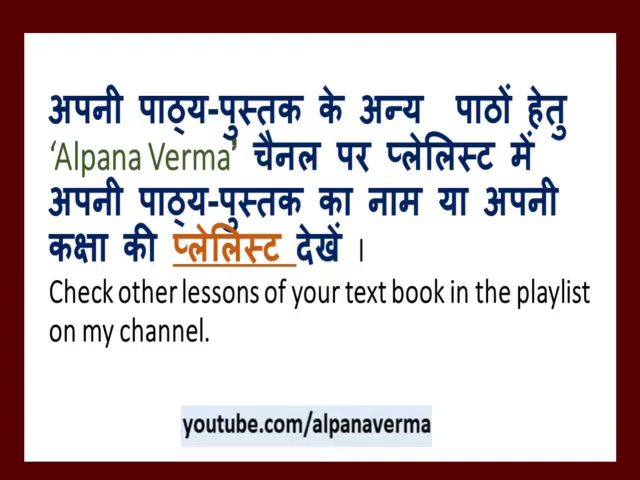 अपनी पाठ्य-पुस्तक के अन्य पाठों हेतु
‘Alpana Verma’ चैनल पर प्लेलिस्ट में
अपनी पाठ्य-पुस्तक का नाम या अपनी
कक्षा की प्लेलिस्ट देखें ।
Check other lessons of your text book in the playlist
on my channel.
youtube.com/alpanaverma